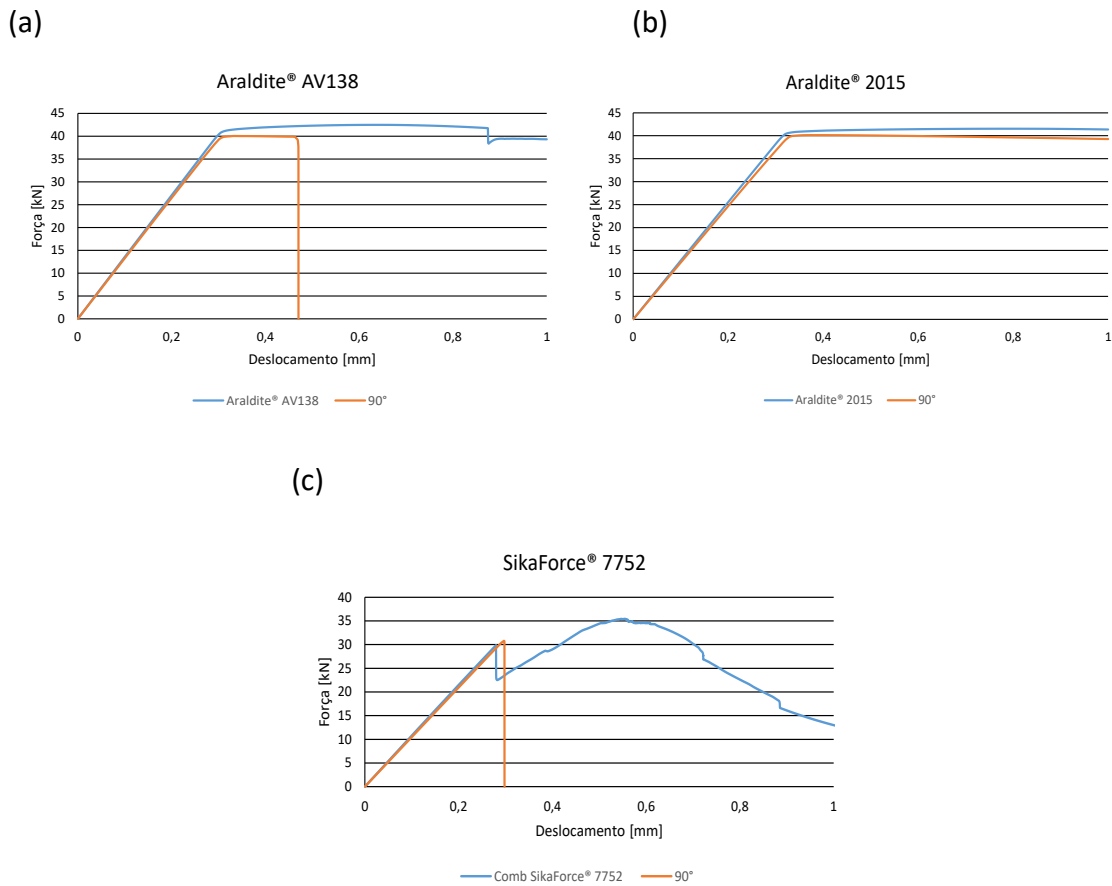 (a)
Araldite® AV138
Força [kN]
45
40
35
30
25
20
15
10
5
0
0 0,2 0,4 0,6 0,8 1
Deslocamento [mm]
Araldite® AV138 90°
(b)
Araldite® 2015
Força [kN]
45
40
35
30
25
20
15
10
5
0
0 0,2 0,4 0,6 0,8 1
Deslocamento [mm]
Araldite® 2015 90°
(c)
SikaForce® 7752
Força [kN]
40
35
30
25
20
15
10
5
0
0 0,2 0,4 0,6 0,8 1
Deslocamento [mm]
Comb SikaForce® 7752 90°